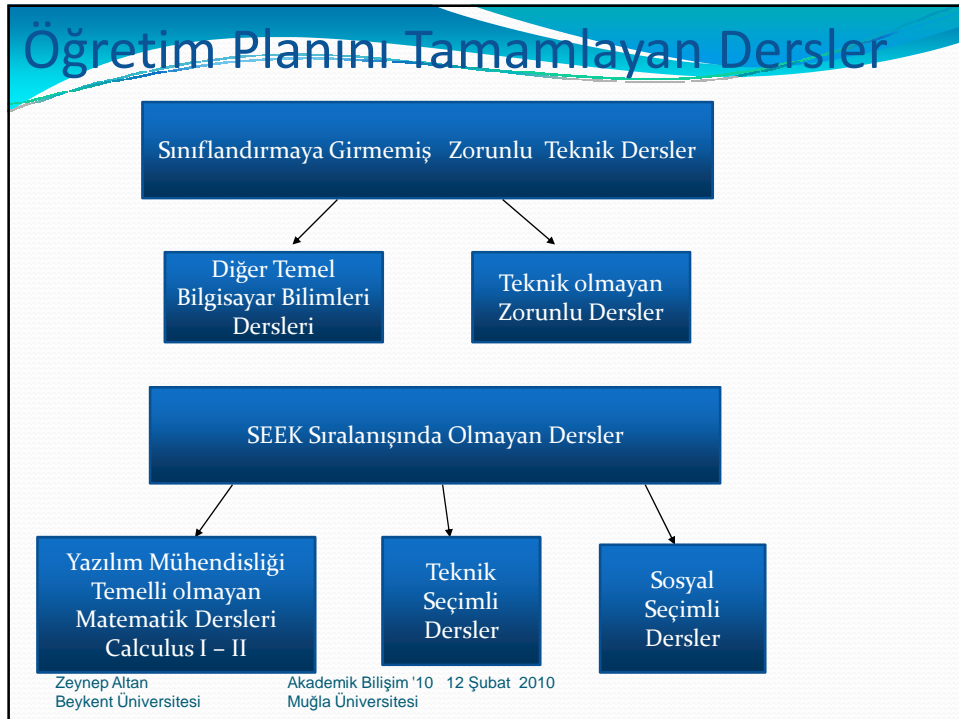 Öğretim Planını Tamamlayan Dersler
Sınıflandırmaya Girmemiş Zorunlu Teknik Dersler
Diğer Temel
Bilgisayar Bilimleri
Dersleri
Teknik olmayan
Zorunlu Dersler
SEEK Sıralanışında Olmayan Dersler
Yazılım Mühendisliği
Temelli olmayan
Matematik Dersleri
Calculus I – II
Teknik
Seçimli
Dersler
Sosyal
Seçimli
Dersler
Zeynep Altan
Beykent Üniversitesi
Akademik Bilişim '10 12 Şubat 2010
Muğla Üniversitesi